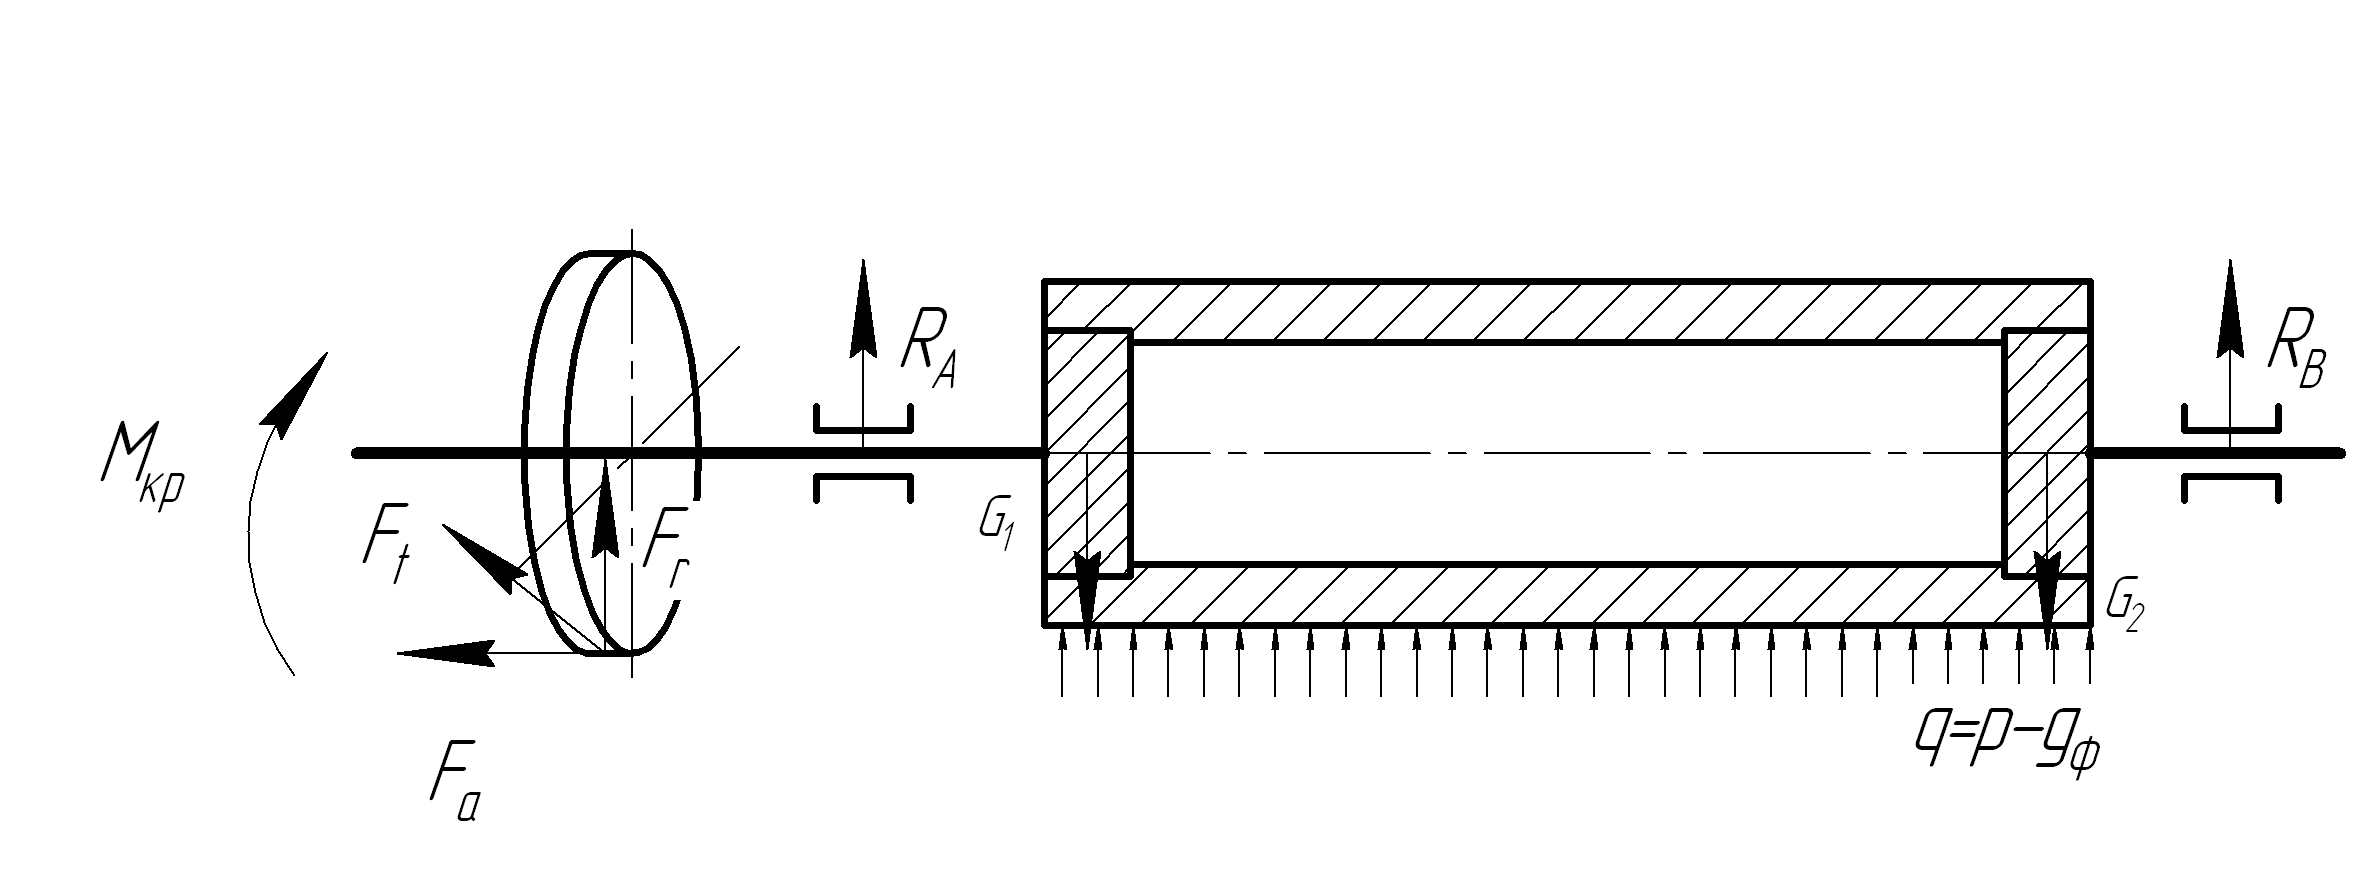 R_A
R_B
M_кр
F_t
F_r
G_1
G_2
q=p-g_ф
F_a